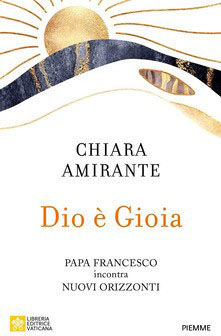 CHIARA
AMIRANTE
Dio è Gioia
PAPA FRANCESCO
incontra
NUOVI ORIZZONTI
LIBRERIA
EDITRICE
VATICANA
PIEMME